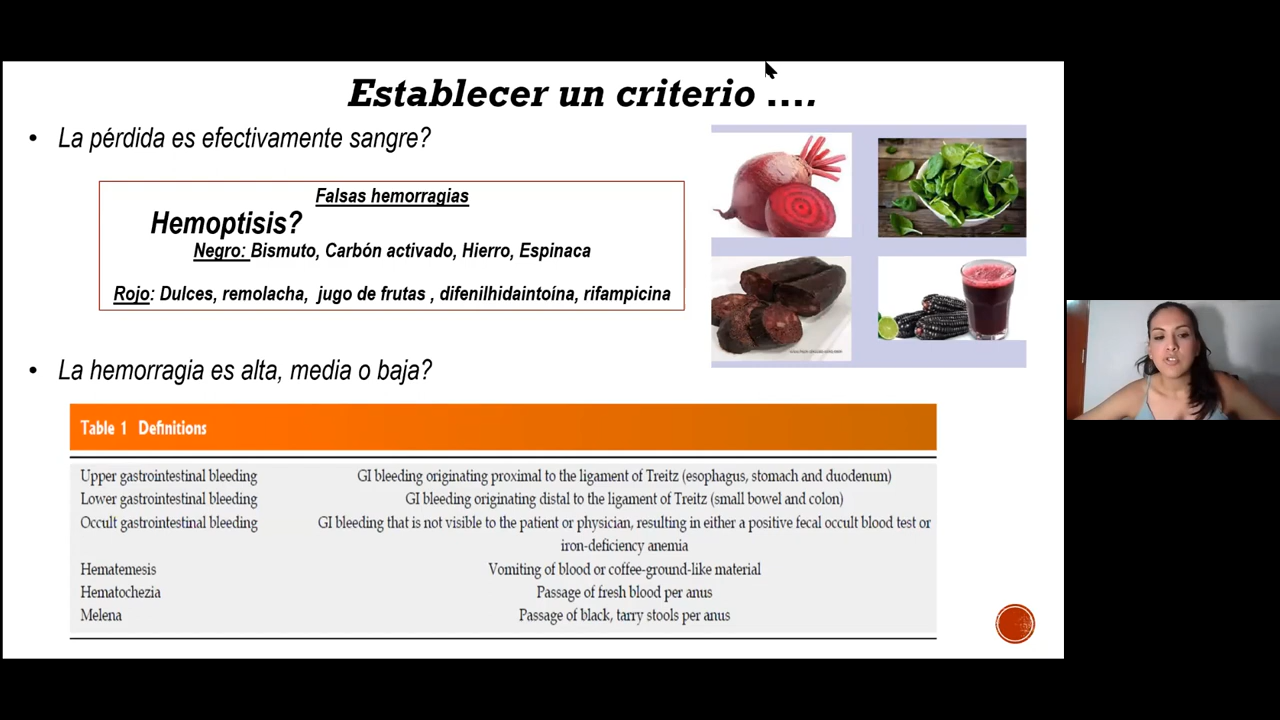 Establecer un criterio ....
• La pérdida es efectivamente sangre?
Falsas hemorragias
Hemoptisis?
Negro: Bismuto, Carbón activado, Hierro, Espinaca
Rojo: Dulces, remolacha, jugo de frutas , difenilhidaintoína, rifampicina
• La hemorragia es alta, media o baja?
Table 1 Definitions
Upper gastrointestinal bleeding GI bleeding originating proximal to the ligament of Treitz (esophagus, stomach and duodenum)
Lower gastrointestinal bleeding GI bleeding originating distal to the ligament of Treitz (small bowel and colon)
Occult gastrointestinal bleeding GI bleeding that is not visible to the patient or physician, resulting in either a positive fecal occult blood test or
iron-deficiency anemia
Hematemesis Vomiting of blood or coffee-ground-like material
Hematochezia Passage of fresh blood per anus
Melena Passage of black, tarry stools per anus